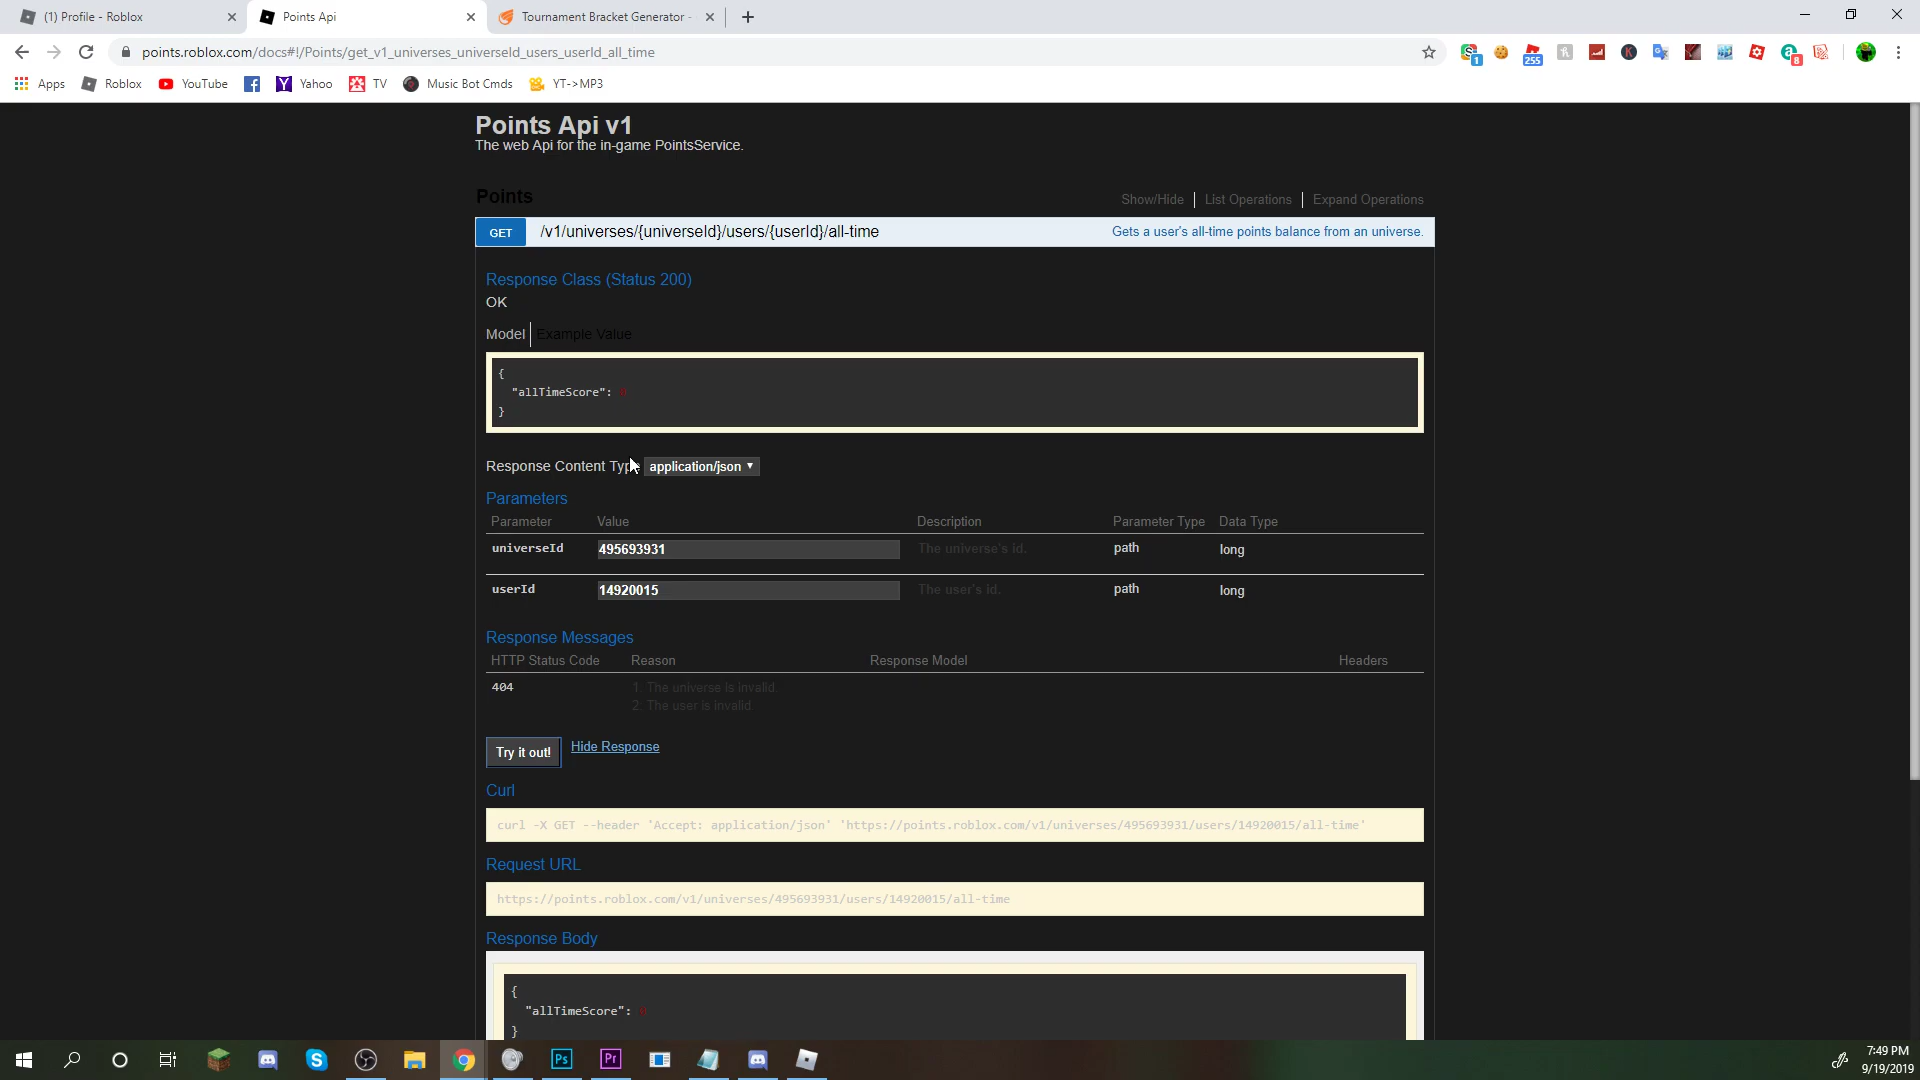 (1) Profile - Roblox
Points Api
Tournament Bracket Generator -
points.roblox.com/docs#!/Points/get_v1_universes_universeId_users_userId_all_time
1
255
8
Apps
Roblox
YouTube
Yahoo
TV
Music Bot Cmds
YT->MP3
Points Api v1
The web Api for the in-game PointsService.
Points
Show/Hide
List Operations
Expand Operations
GET
/v1/universes/{universeId}/users/{userId}/all-time
Gets a user's all-time points balance from an universe.
Response Class (Status 200)
OK
Model
Example Value
{
"allTimeScore": 0
}
Response Content Type
application/json
Parameters
Parameter
Value
Description
Parameter Type
Data Type
universeId
495693931
The universe's id.
path
long
userId
14920015
The user's id.
path
long
Response Messages
HTTP Status Code
Reason
Response Model
Headers
404
1: The universe is invalid.
2: The user is invalid
Try it out!
Hide Response
Curl
curl -X GET --header 'Accept: application/json' 'https://points.roblox.com/v1/universes/495693931/users/14920015/all-time'
Request URL
https://points.roblox.com/v1/universes/495693931/users/14920015/all-time
Response Body
{
"allTimeScore": 0
}
Ps
Pr
7:49 PM
9/19/2019